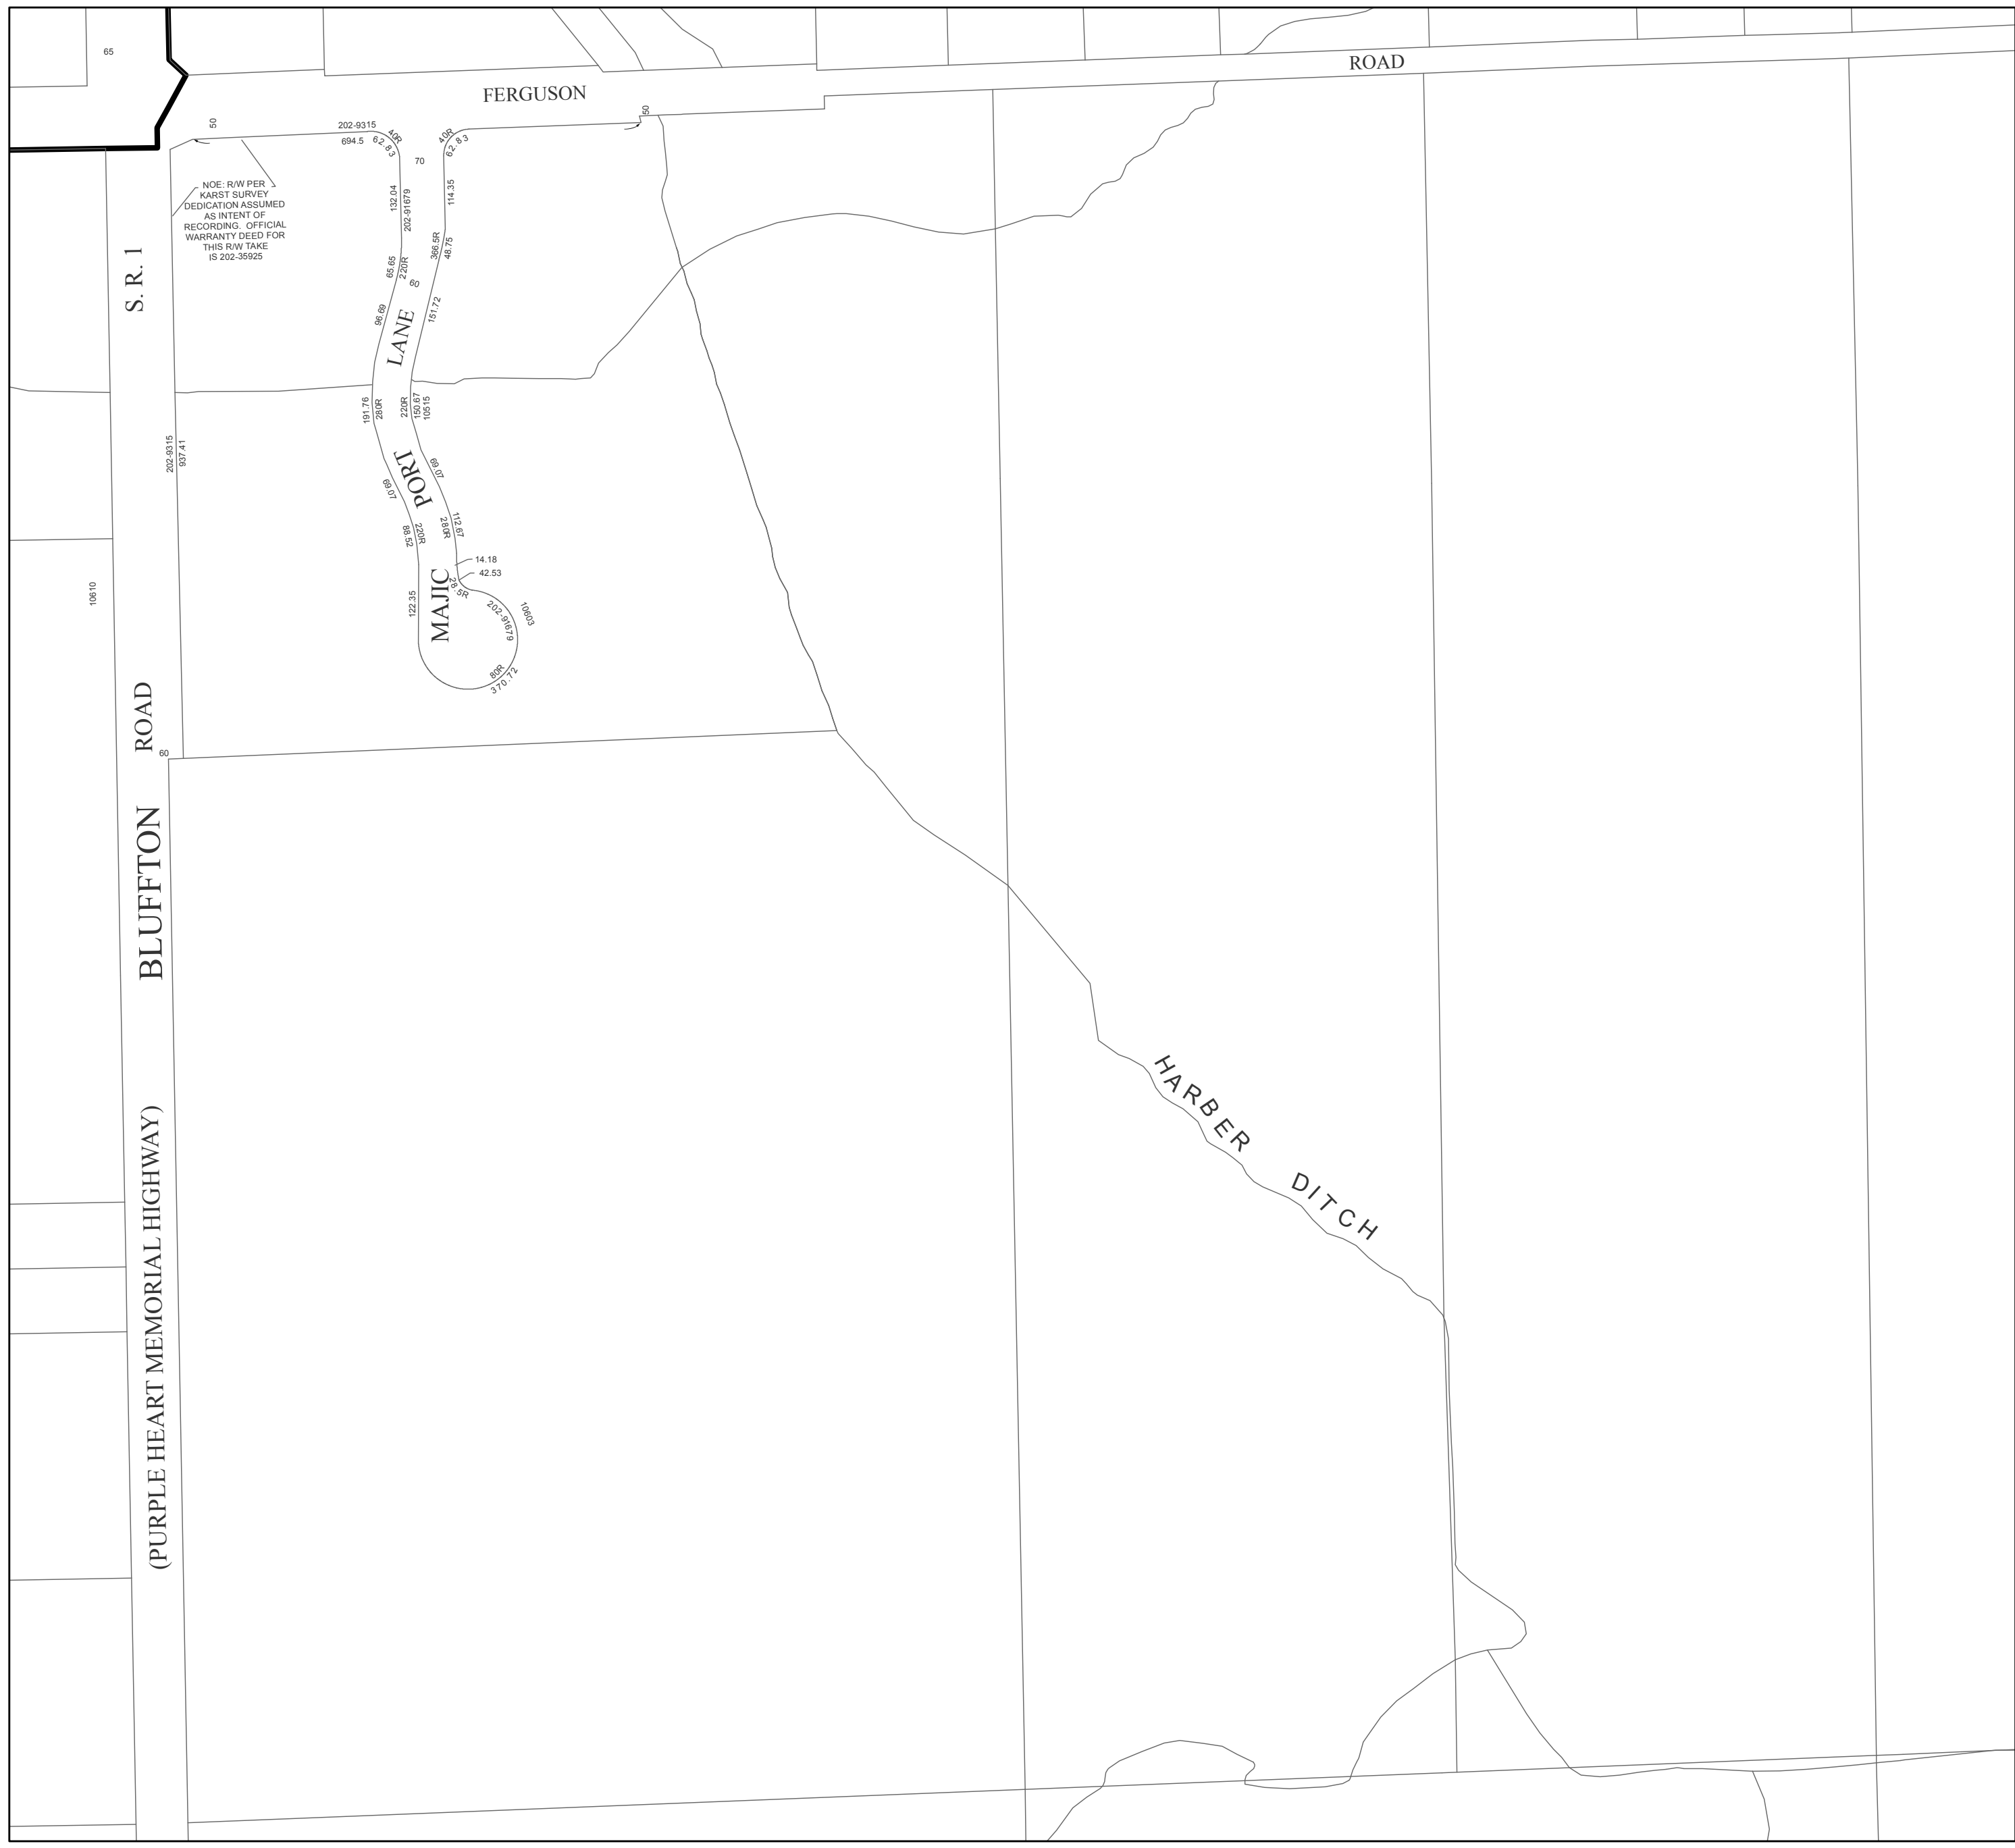 65
FERGUSON
ROAD
50
202-9315
694.5
40R
62.83
70
40R
62.83
50
NOE: R/W PER
KARST SURVEY
DEDICATION ASSUMED
AS INTENT OF
RECORDING. OFFICIAL
WARRANTY DEED FOR
THIS R/W TAKE
IS 202-35925
132.04
202-91679
114.35
S. R. 1
65.65
220R
366.5R
48.75
60
96.69
151.72
LANE
191.76
280R
220R
150.67
10515
202-9315
937.41
PORT
69.07
69.07
88.52
220R
280R
112.67
14.18
42.53
28.5R
MAJIC
122.35
202-91679
10603
80R
370.72
10610
ROAD
60
BLUFFTON
(PURPLE HEART MEMORIAL HIGHWAY)
HARBER
DITCH